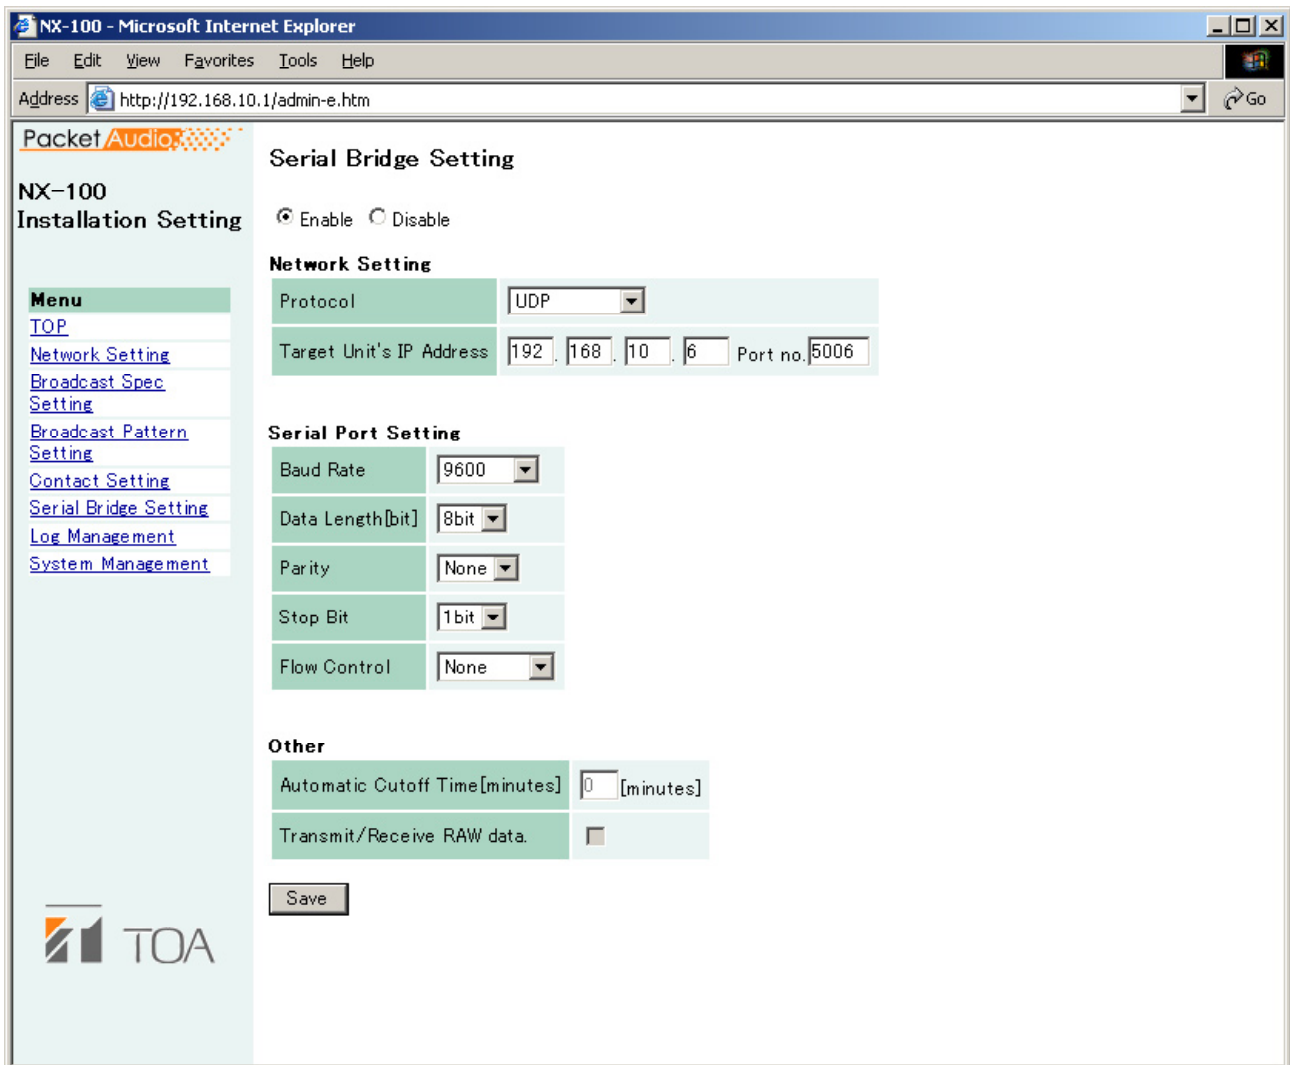 NX-100 - Microsoft Internet Explorer
File Edit View Favorites Tools Help
Address http://192.168.10.1/admin-e.htm Go
Packet Audio
NX-100
Installation Setting
Menu
TOP
Network Setting
Broadcast Spec
Setting
Broadcast Pattern
Setting
Contact Setting
Serial Bridge Setting
Log Management
System Management
TOA
Serial Bridge Setting
Enable Disable
Network Setting
Protocol UDP
Target Unit's IP Address 192 . 168 . 10 . 6 Port no. 5006
Serial Port Setting
Baud Rate 9600
Data Length[bit] 8bit
Parity None
Stop Bit 1bit
Flow Control None
Other
Automatic Cutoff Time[minutes] 0 [minutes]
Transmit/Receive RAW data.
Save